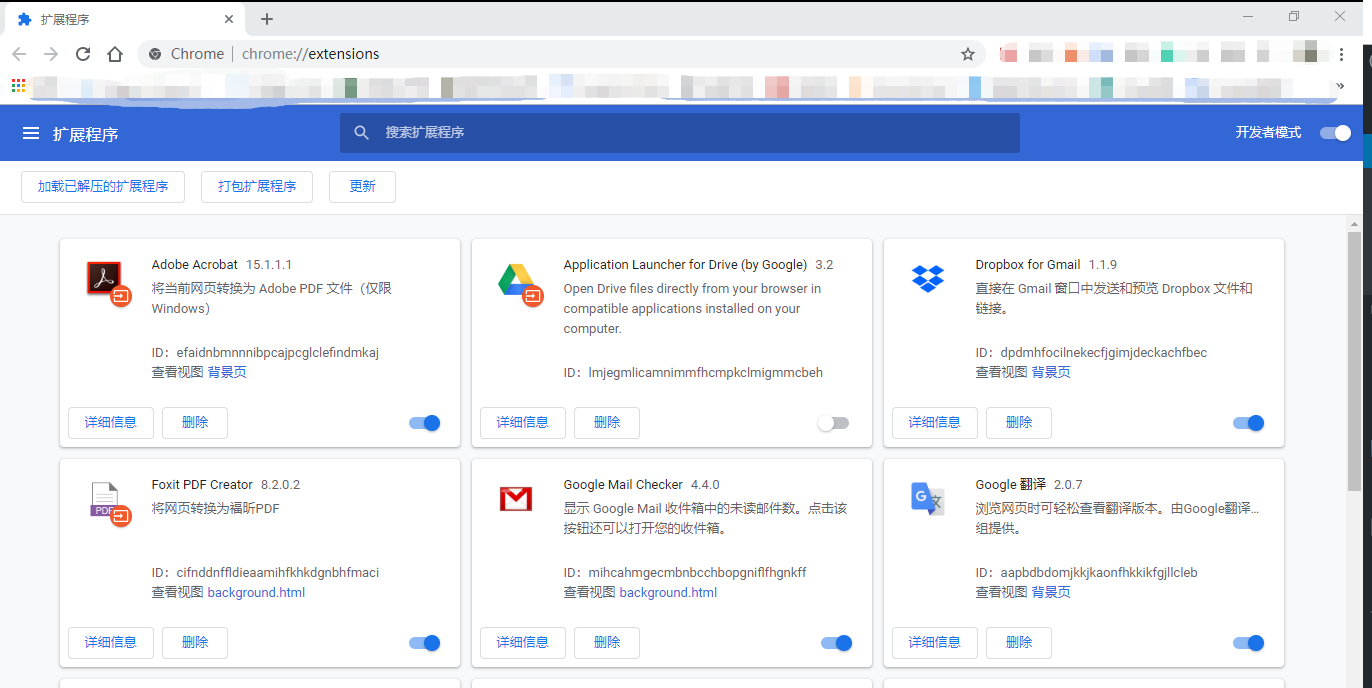 扩展程序
Chrome | chrome://extensions
扩展程序
搜索扩展程序
开发者模式
加载已解压的扩展程序
打包扩展程序
更新
Adobe Acrobat 15.1.1.1
将当前网页转换为 Adobe PDF 文件（仅限
Windows）
ID：efaidnbmnnnibpcajpcglclefindmkaj
查看视图 背景页
详细信息
删除
Application Launcher for Drive (by Google) 3.2
Open Drive files directly from your browser in
compatible applications installed on your
computer.
ID：lmjegmlicamnimmfhcmpkclmigmmcbeh
详细信息
删除
Dropbox for Gmail 1.1.9
直接在 Gmail 窗口中发送和预览 Dropbox 文件和
链接。
ID：dpdmhfocilnekecfjgimjdeckachfbec
查看视图 背景页
详细信息
删除
PDF
Foxit PDF Creator 8.2.0.2
将网页转换为福昕PDF
ID：cifnddnffldieaamihfkhkdgnbhfmaci
查看视图 background.html
详细信息
删除
Google Mail Checker 4.4.0
显示 Google Mail 收件箱中的未读邮件数。点击该
按钮还可以打开您的收件箱。
ID：mihcahmgecmbnbcchbopgniflfhgnkff
查看视图 background.html
详细信息
删除
G 文
Google 翻译 2.0.7
浏览网页时可轻松查看翻译版本。由Google翻译...
组提供。
ID：aapbdbdomjkkjkaonfhkkikfgjllcleb
查看视图 背景页
详细信息
删除